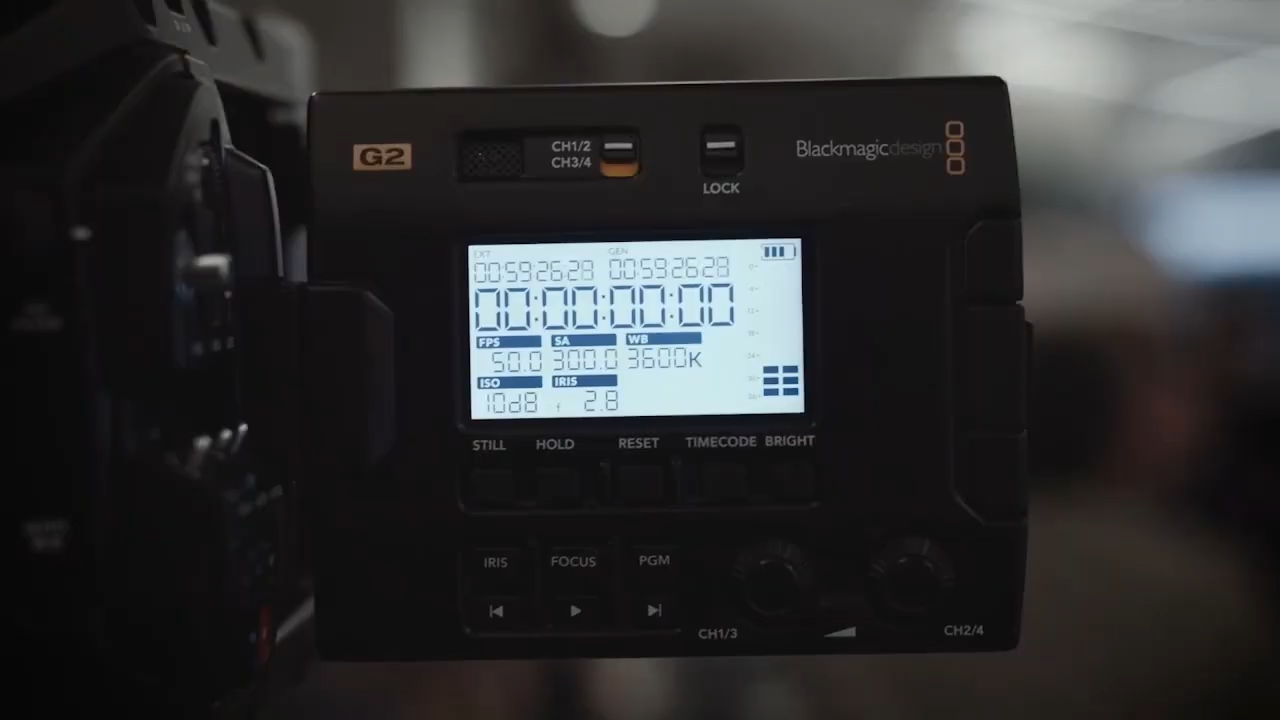 G2
CH1/2
CH3/4
LOCK
Blackmagicdesign
EXT GEN
00:59:26:28 00:59:26:28
00:00:00:00
FPS SA WB
50.0 300.0 3600K
ISO IRIS
10dB f 2.8
STILL HOLD RESET TIMECODE BRIGHT
IRIS FOCUS PGM
CH1/3 CH2/4